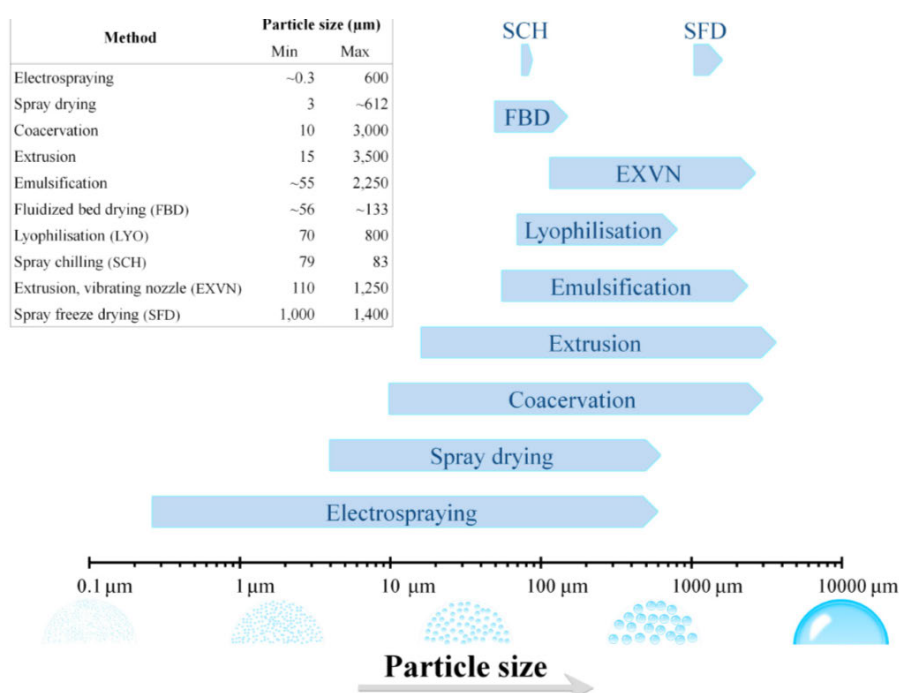 Method Particle size (μm)
Min Max
Electrospraying ~0.3 600
Spray drying 3 ~612
Coacervation 10 3,000
Extrusion 15 3,500
Emulsification ~55 2,250
Fluidized bed drying (FBD) ~56 ~133
Lyophilisation (LYO) 70 800
Spray chilling (SCH) 79 83
Extrusion, vibrating nozzle (EXVN) 110 1,250
Spray freeze drying (SFD) 1,000 1,400
SCH SFD
FBD
EXVN
Lyophilisation
Emulsification
Extrusion
Coacervation
Spray drying
Electrospraying
0.1 μm 1 μm 10 μm 100 μm 1000 μm 10000 μm
Particle size